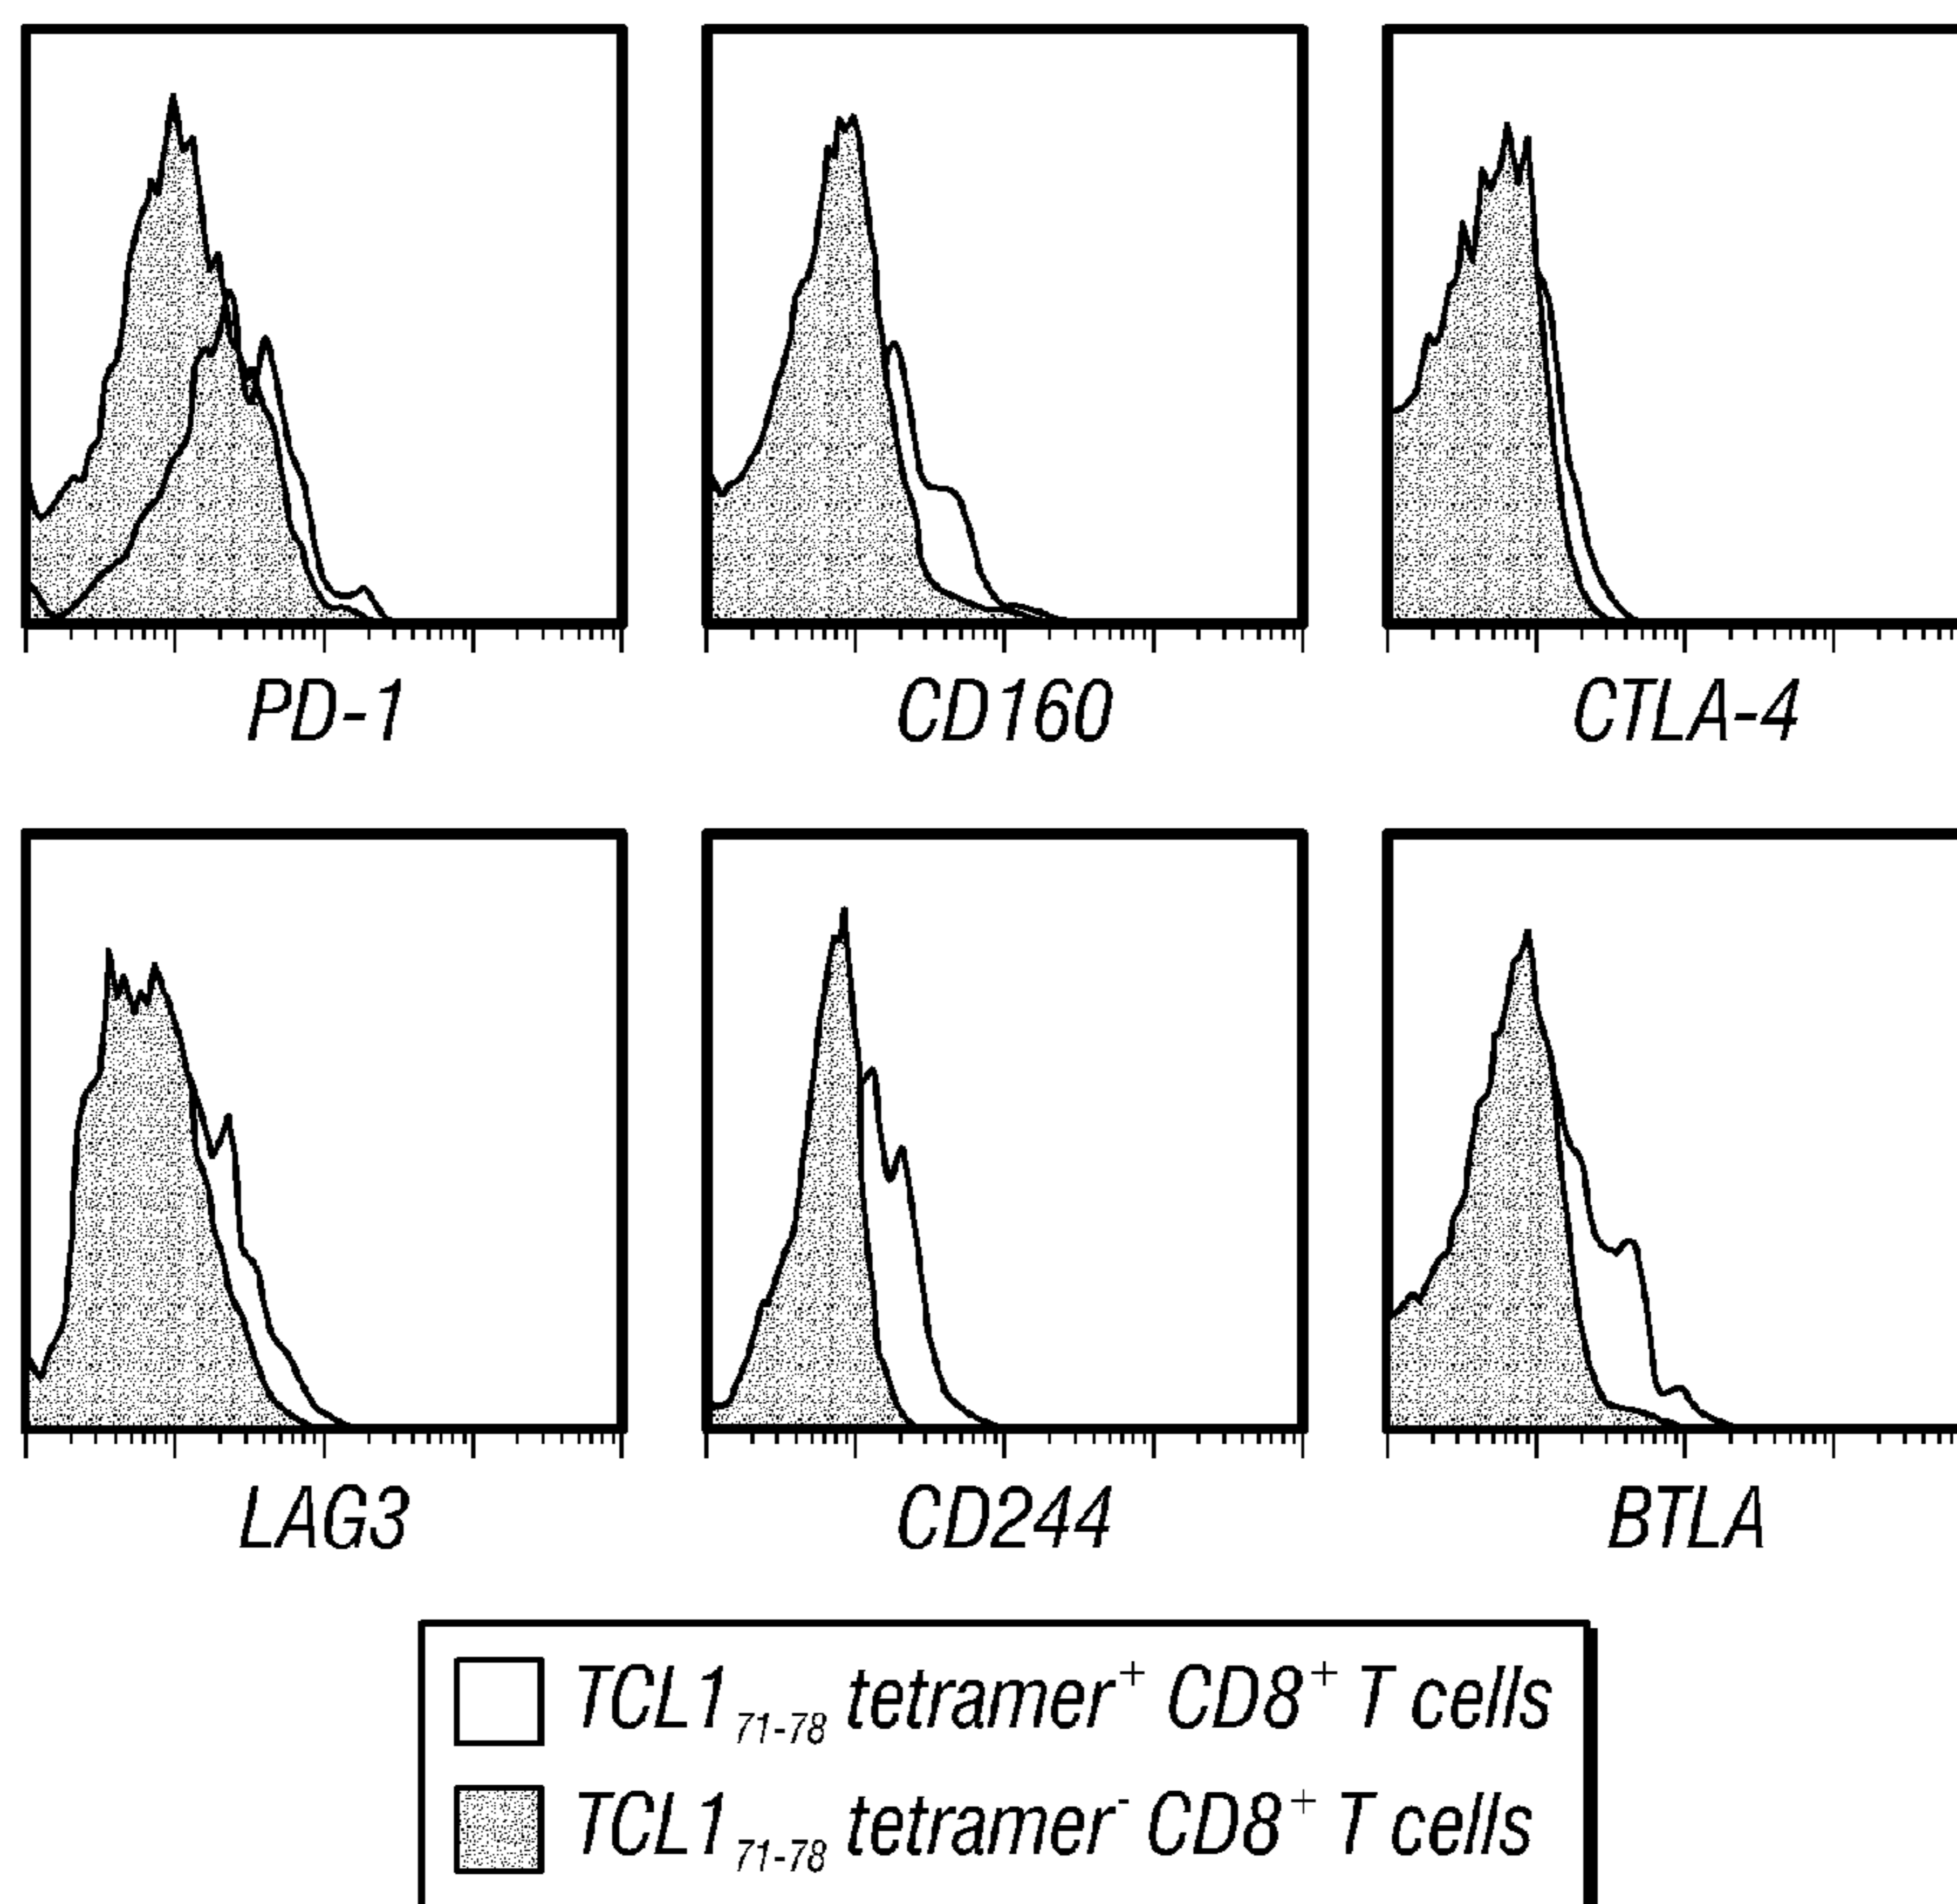 PD-1
CD160
CTLA-4
LAG3
CD244
BTLA
TCL1 71-78 tetramer+ CD8+ T cells
TCL1 71-78 tetramer- CD8+ T cells